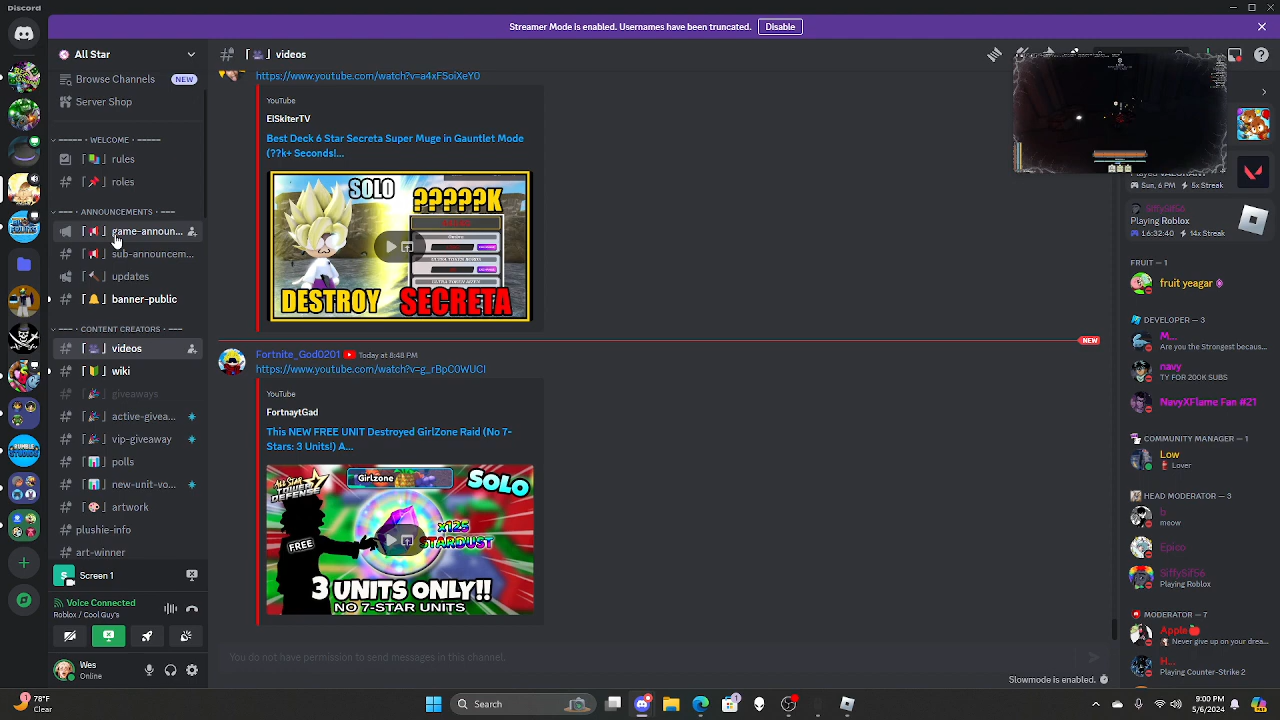 Discord
Streamer Mode is enabled. Usernames have been truncated.
Disable
All Star
videos
Browse Channels
NEW
Server Shop
WELCOME
rules
roles
ANNOUNCEMENTS
game-announ...
sub-announcem...
updates
banner-public
CONTENT CREATORS
videos
wiki
giveaways
active-givea...
vip-giveaway
polls
new-unit-vo...
artwork
plushie-info
art-winner
Screen 1
Voice Connected
Roblox / Cool Guy's
Wes
Online
https://www.youtube.com/watch?v=a4xFSoiXeY0
YouTube
ElSkIterTV
Best Deck 6 Star Secreta Super Muge in Gauntlet Mode
(??k+ Seconds!...
SOLO
?????K
DESTROY
SECRETA
NEW
Fortnite_God0201
Today at 8:48 PM
https://www.youtube.com/watch?v=g_rBpC0WUCI
YouTube
FortnaytGad
This NEW FREE UNIT Destroyed GirlZone Raid (No 7-
Stars: 3 Units!) A...
ALL STAR
TOWER
DEFENSE
Girlzone
SOLO
x125
STARDUST
FREE
3 UNITS ONLY!!
NO 7-STAR UNITS
You do not have permission to send messages in this channel.
Slowmode is enabled.
Sun, 6 PM
5x Streak
SiffySif56
Playing Roblox
14x Streak
FRUIT — 1
fruit yeagar
DEVELOPER — 3
M...
Are you the Strongest becaus...
navy
TY FOR 200K SUBS
NavyXFlame Fan #21
COMMUNITY MANAGER — 1
Low
Lover
HEAD MODERATOR — 3
b
meow
Epico
SiffySif56
Playing Roblox
MODERATOR — 7
Apple
Never give up on your drea...
H...
Playing Counter-Strike 2
Clear
Search
9:00 PM
5/6/2024